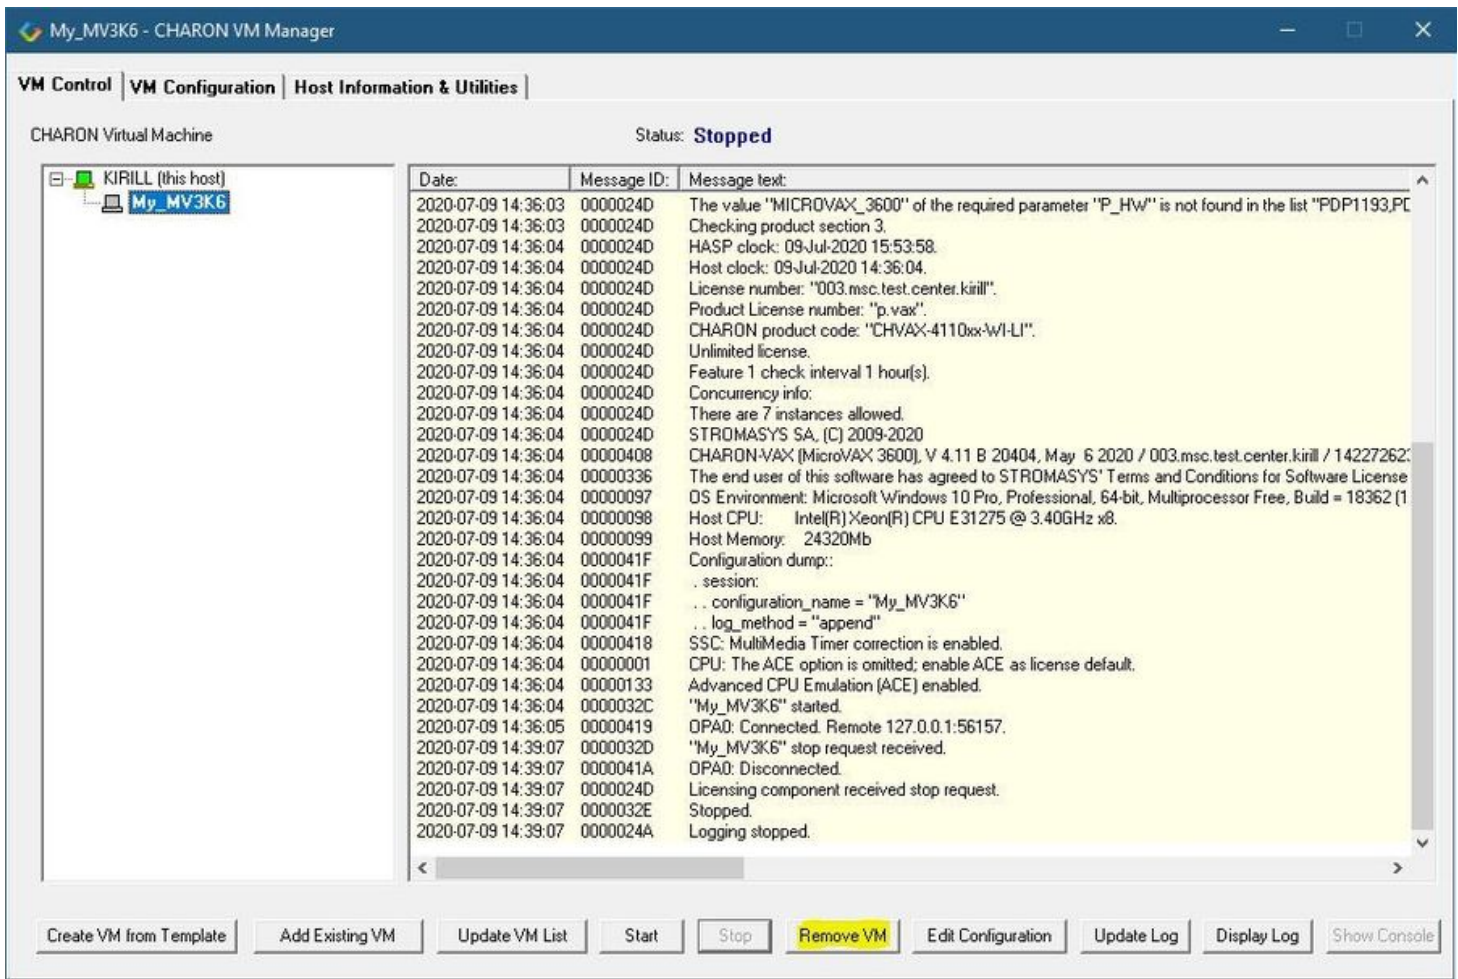 My_MV3K6 - CHARON VM Manager
VM Control VM Configuration Host Information & Utilities
CHARON Virtual Machine Status: Stopped
KIRILL (this host)
My_MV3K6
Date: Message ID: Message text:
2020-07-09 14:36:03 0000024D The value "MICROVAX_3600" of the required parameter "P_HW" is not found in the list "PDP1193,PD
2020-07-09 14:36:03 0000024D Checking product section 3.
2020-07-09 14:36:04 0000024D HASP clock: 09-Jul-2020 15:53:58.
2020-07-09 14:36:04 0000024D Host clock: 09-Jul-2020 14:36:04.
2020-07-09 14:36:04 0000024D License number: "003.msc.test.center.kirill".
2020-07-09 14:36:04 0000024D Product License number: "p.vax".
2020-07-09 14:36:04 0000024D CHARON product code: "CHVAX-4110xx-WI-LI".
2020-07-09 14:36:04 0000024D Unlimited license.
2020-07-09 14:36:04 0000024D Feature 1 check interval 1 hour(s).
2020-07-09 14:36:04 0000024D Concurrency info:
2020-07-09 14:36:04 0000024D There are 7 instances allowed.
2020-07-09 14:36:04 0000024D STROMASYS SA, (C) 2009-2020
2020-07-09 14:36:04 00000408 CHARON-VAX (MicroVAX 3600), V 4.11 B 20404, May 6 2020 / 003.msc.test.center.kirill / 142272623
2020-07-09 14:36:04 00000336 The end user of this software has agreed to STROMASYS' Terms and Conditions for Software License
2020-07-09 14:36:04 00000097 OS Environment: Microsoft Windows 10 Pro, Professional, 64-bit, Multiprocessor Free, Build = 18362 (1
2020-07-09 14:36:04 00000098 Host CPU: Intel(R) Xeon(R) CPU E31275 @ 3.40GHz x8.
2020-07-09 14:36:04 00000099 Host Memory: 24320Mb
2020-07-09 14:36:04 0000041F Configuration dump::
2020-07-09 14:36:04 0000041F . session:
2020-07-09 14:36:04 0000041F . . configuration_name = "My_MV3K6"
2020-07-09 14:36:04 0000041F . . log_method = "append"
2020-07-09 14:36:04 00000418 SSC: MultiMedia Timer correction is enabled.
2020-07-09 14:36:04 00000001 CPU: The ACE option is omitted; enable ACE as license default.
2020-07-09 14:36:04 00000133 Advanced CPU Emulation (ACE) enabled.
2020-07-09 14:36:04 0000032C "My_MV3K6" started.
2020-07-09 14:36:05 00000419 OPA0: Connected. Remote 127.0.0.1:56157.
2020-07-09 14:39:07 0000032D "My_MV3K6" stop request received.
2020-07-09 14:39:07 0000041A OPA0: Disconnected.
2020-07-09 14:39:07 0000024D Licensing component received stop request.
2020-07-09 14:39:07 0000032E Stopped.
2020-07-09 14:39:07 0000024A Logging stopped.
Create VM from Template Add Existing VM Update VM List Start Stop Remove VM Edit Configuration Update Log Display Log Show Console